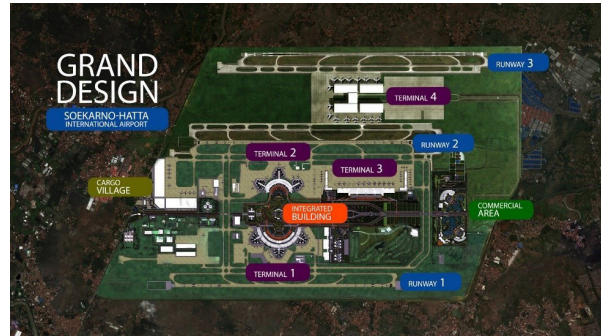 GRAND
DESIGN
SOEKARNO-HATTA
INTERNATIONAL AIRPORT
RUNWAY 3
TERMINAL 4
RUNWAY 2
TERMINAL 2
TERMINAL 3
CARGO
VILLAGE
INTEGRATED
BUILDING
COMMERCIAL
AREA
TERMINAL 1
RUNWAY 1